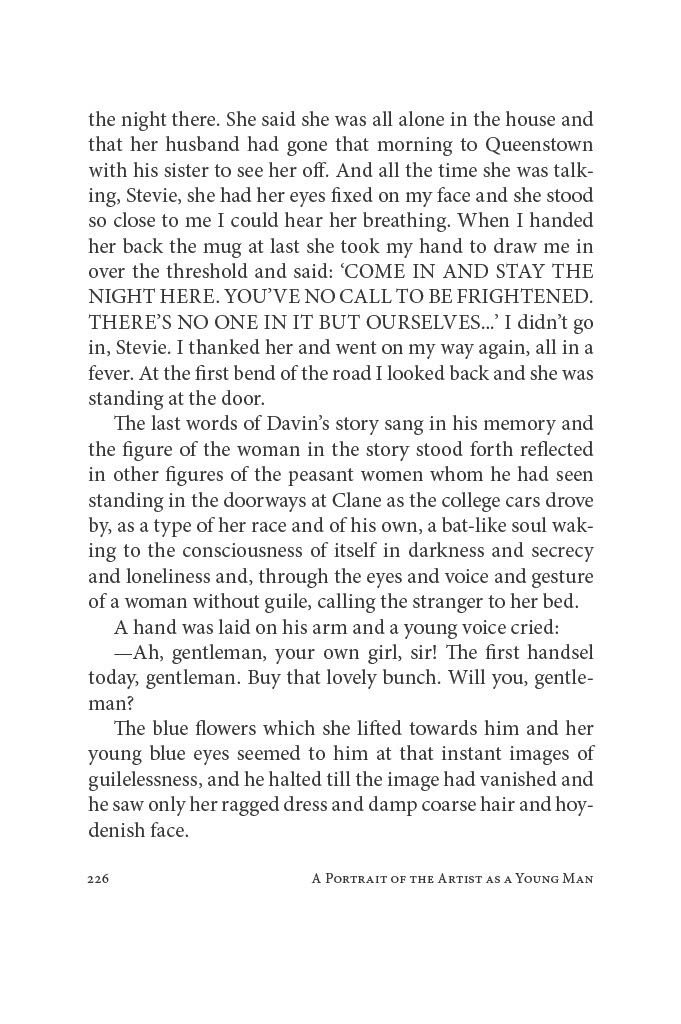 the night there. She said she was all alone in the house and
that her husband had gone that morning to Queenstown
with his sister to see her off. And all the time she was talk-
ing, Stevie, she had her eyes fixed on my face and she stood
so close to me I could hear her breathing. When I handed
her back the mug at last she took my hand to draw me in
over the threshold and said: ‘COME IN AND STAY THE
NIGHT HERE. YOU’VE NO CALL TO BE FRIGHTENED.
THERE’S NO ONE IN IT BUT OURSELVES...’ I didn’t go
in, Stevie. I thanked her and went on my way again, all in a
fever. At the first bend of the road I looked back and she was
standing at the door.
The last words of Davin’s story sang in his memory and
the figure of the woman in the story stood forth reflected
in other figures of the peasant women whom he had seen
standing in the doorways at Clane as the college cars drove
by, as a type of her race and of his own, a bat-like soul wak-
ing to the consciousness of itself in darkness and secrecy
and loneliness and, through the eyes and voice and gesture
of a woman without guile, calling the stranger to her bed.
A hand was laid on his arm and a young voice cried:
—Ah, gentleman, your own girl, sir! The first handsel
today, gentleman. Buy that lovely bunch. Will you, gentle-
man?
The blue flowers which she lifted towards him and her
young blue eyes seemed to him at that instant images of
guilelessness, and he halted till the image had vanished and
he saw only her ragged dress and damp coarse hair and hoy-
denish face.
226 A Portrait of the Artist as a Young Man